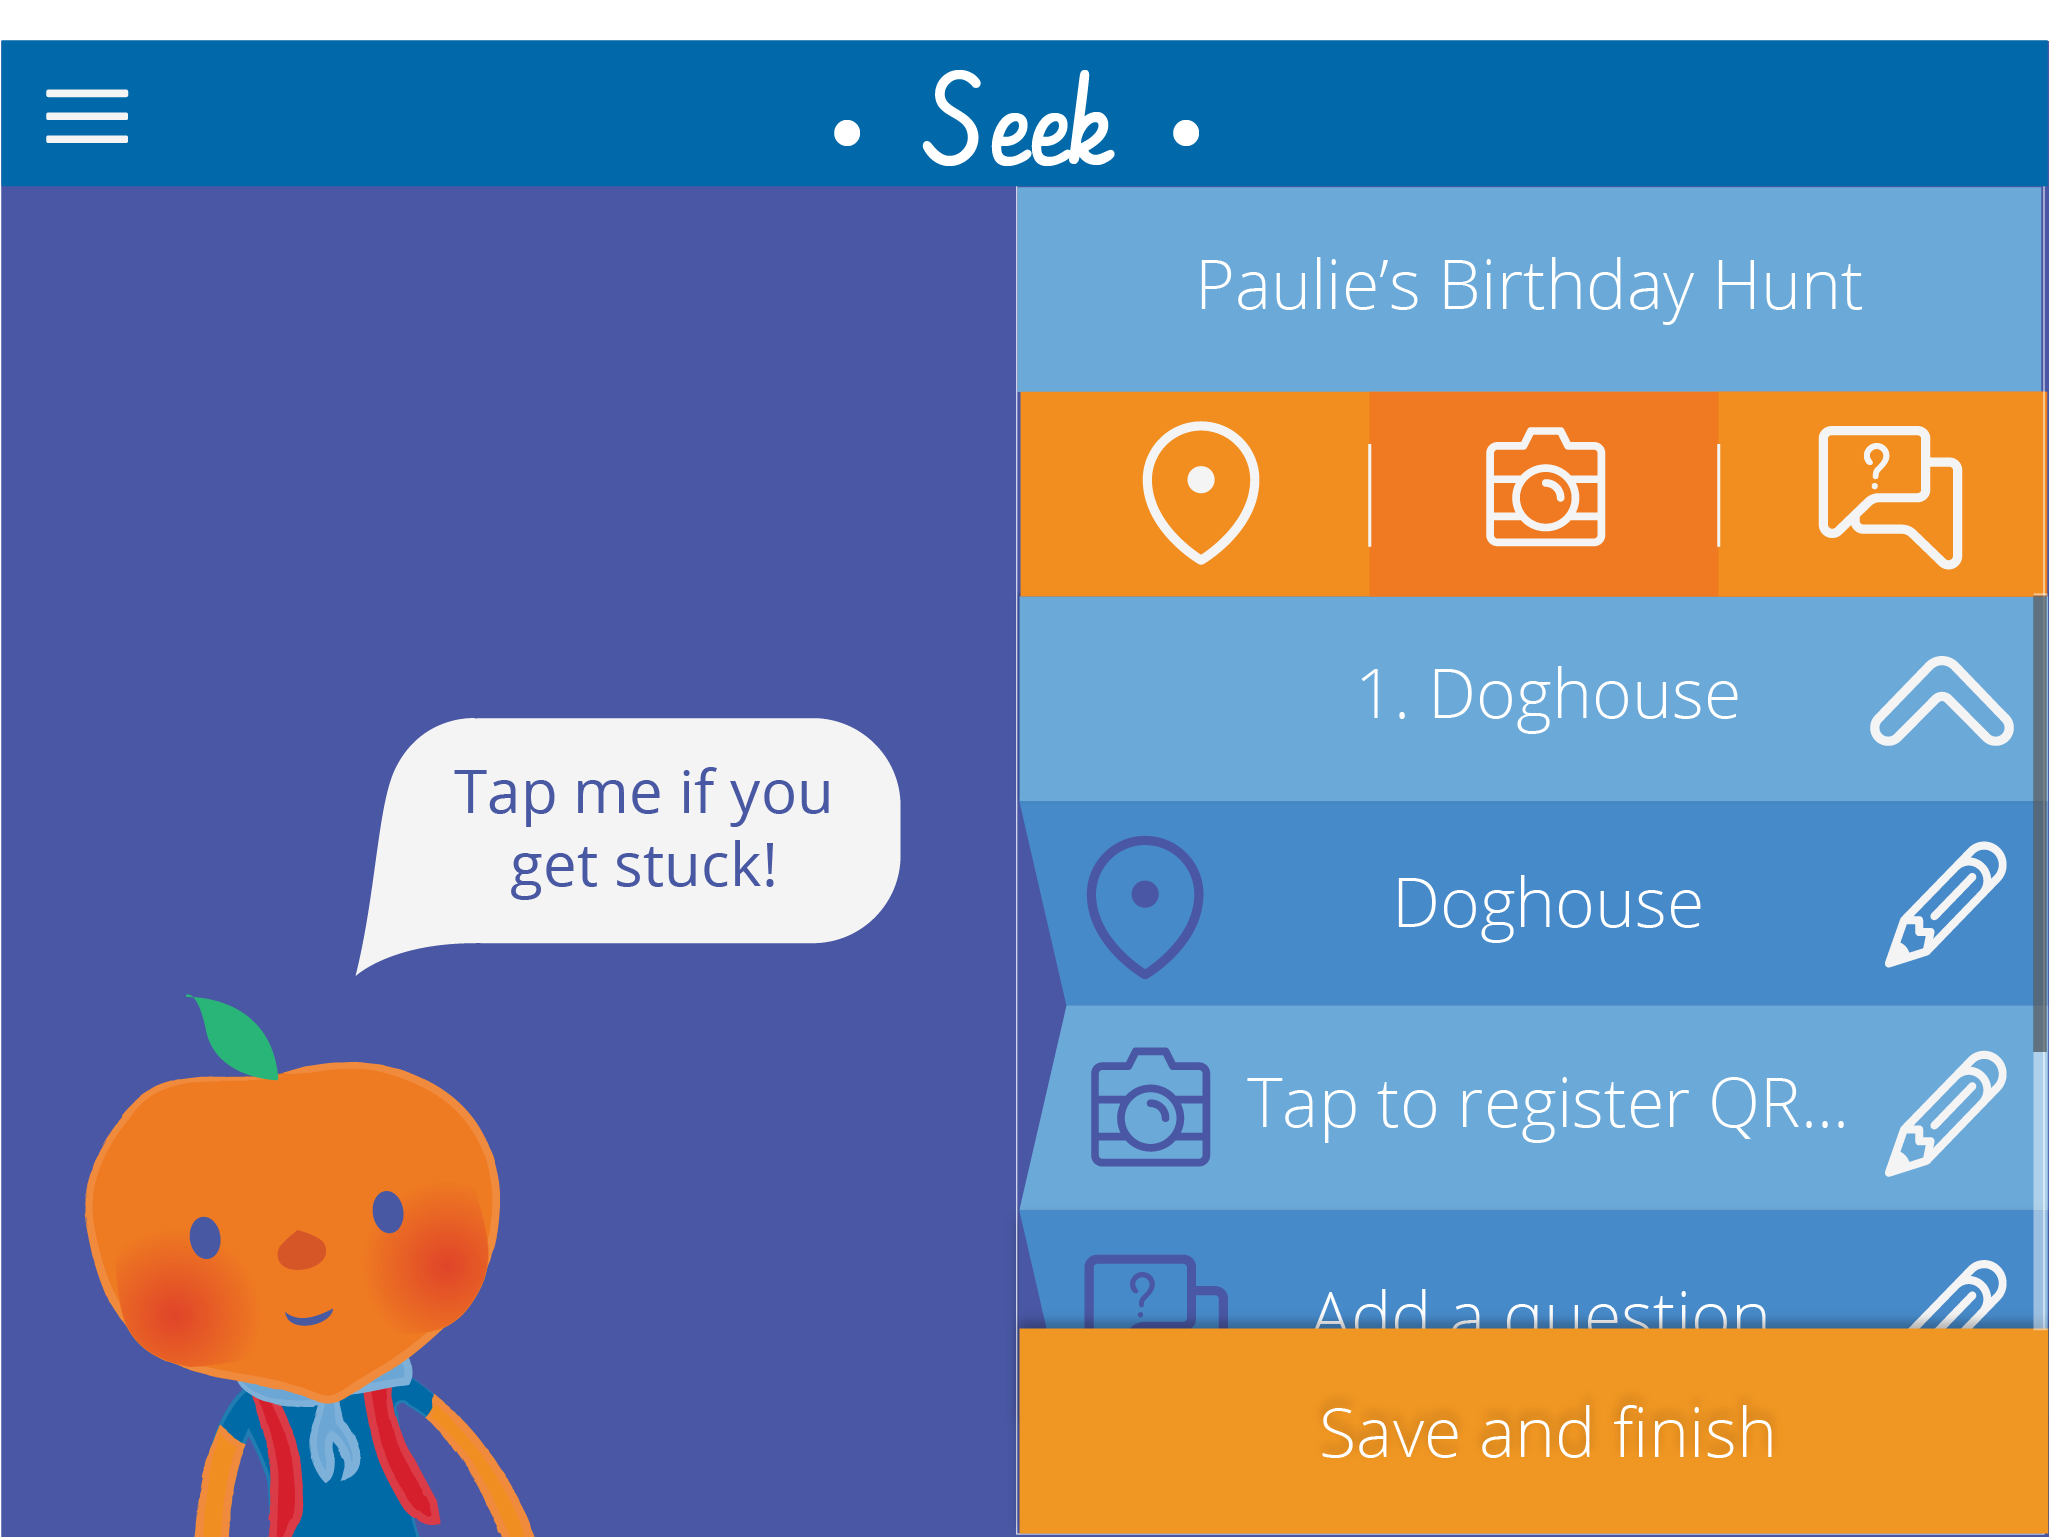 • Seek •
Paulie’s Birthday Hunt
?
1. Doghouse
Tap me if you
get stuck!
Doghouse
Tap to register QR...
?
Add a question
Save and finish